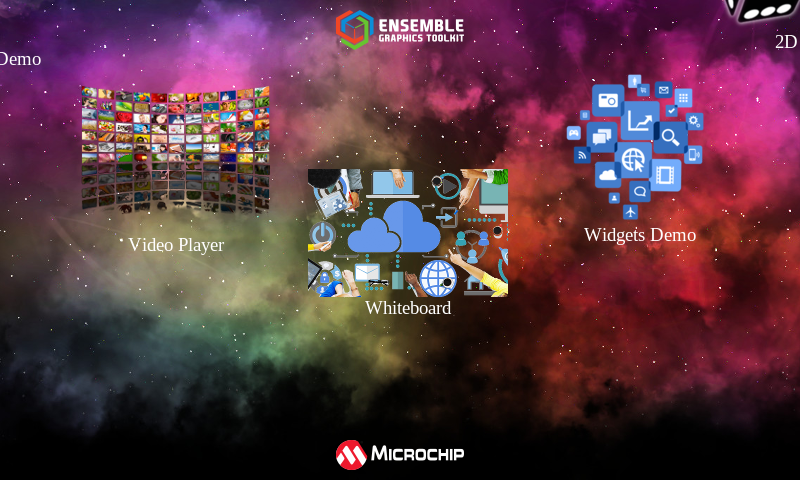 ENSEMBLE
GRAPHICS TOOLKIT
2D
Demo
Widgets Demo
Video Player
Whiteboard
MICROCHIP